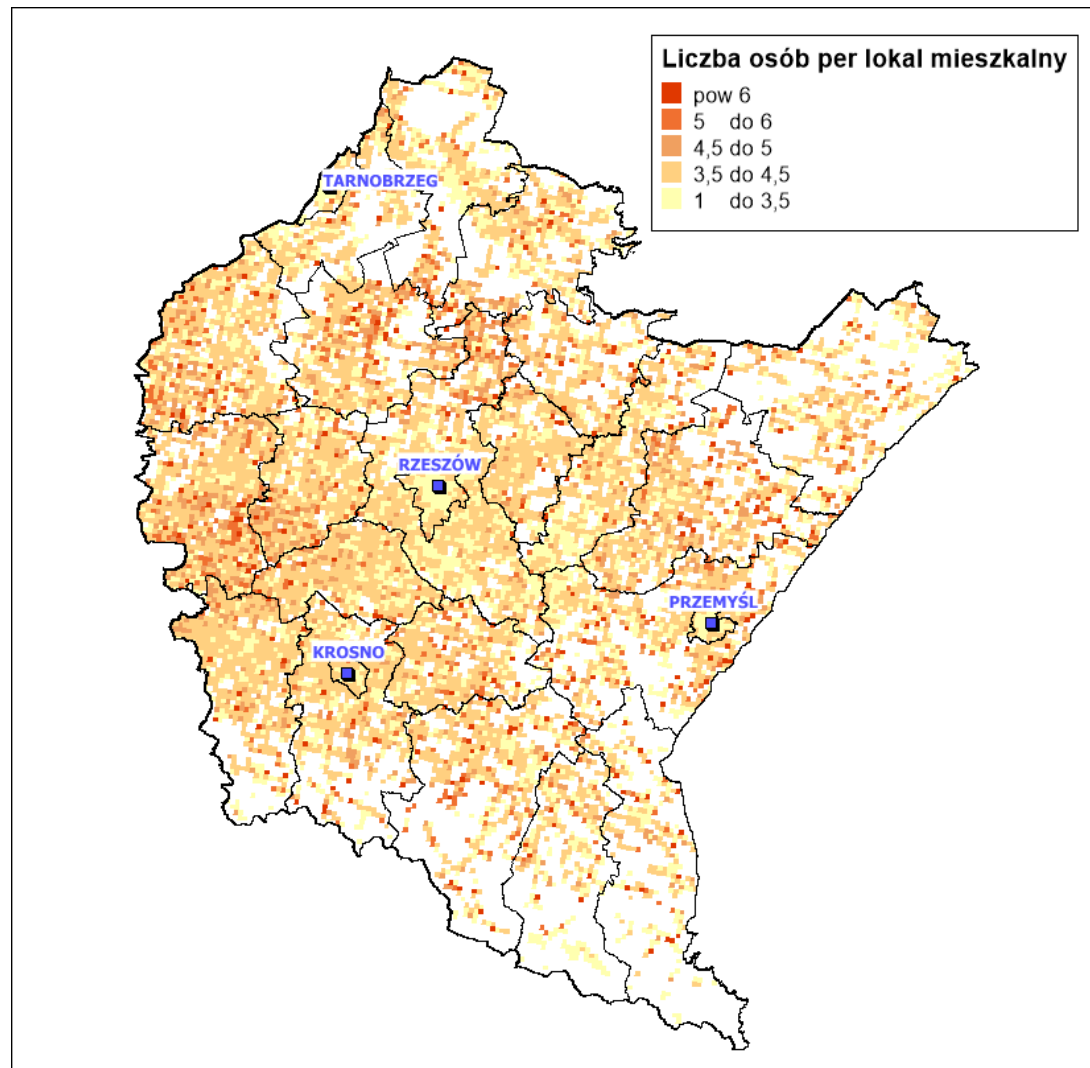 Liczba osób per lokal mieszkalny
pow 6
5 do 6
4,5 do 5
3,5 do 4,5
1 do 3,5
TARNOBRZEG
RZESZÓW
PRZEMYŚL
KROSNO